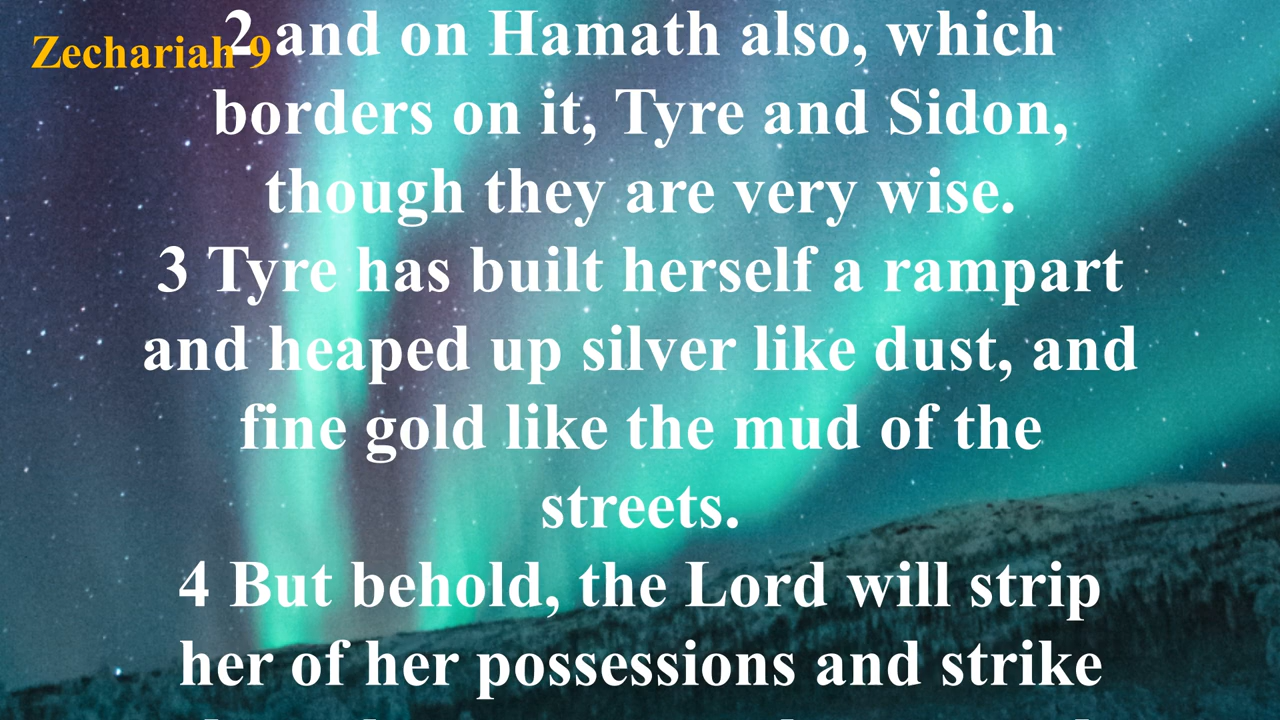 Zechariah 9
2 and on Hamath also, which
borders on it, Tyre and Sidon,
though they are very wise.
3 Tyre has built herself a rampart
and heaped up silver like dust, and
fine gold like the mud of the
streets.
4 But behold, the Lord will strip
her of her possessions and strike